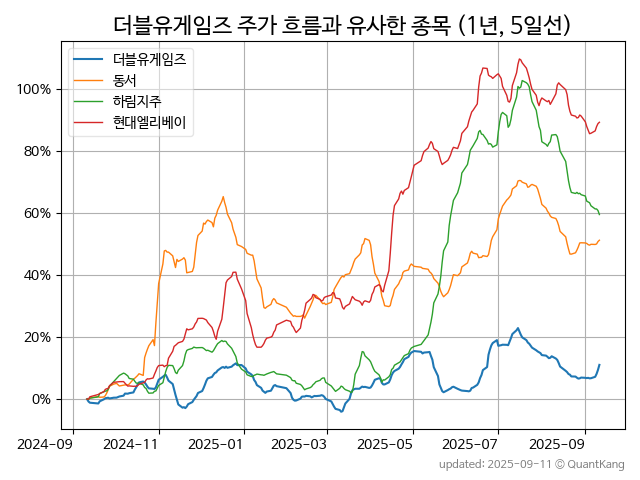 더블유게임즈 주가 흐름과 유사한 종목 (1년, 5일선)
더블유게임즈
동서
하림지주
현대엘리베이
100%
80%
60%
40%
20%
0%
2024-09 2024-11 2025-01 2025-03 2025-05 2025-07 2025-09
updated: 2025-09-11 © QuantKang